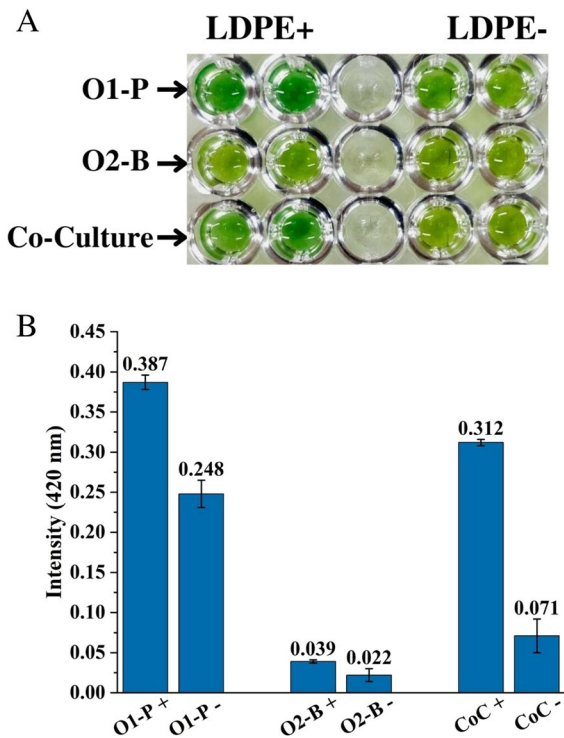 A
LDPE+ LDPE-
O1-P
O2-B
Co-Culture
B
Intensity (420 nm)
0.45
0.40
0.35
0.30
0.25
0.20
0.15
0.10
0.05
0.00
0.387
0.248
0.039
0.022
0.312
0.071
O1-P + O1-P - O2-B + O2-B - CoC + CoC -